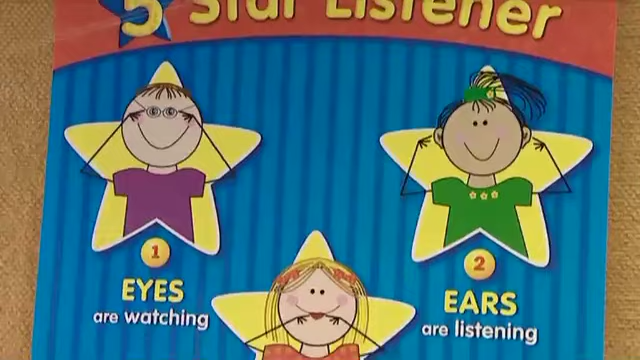 5 Star Listener
1
EYES
are watching
2
EARS
are listening